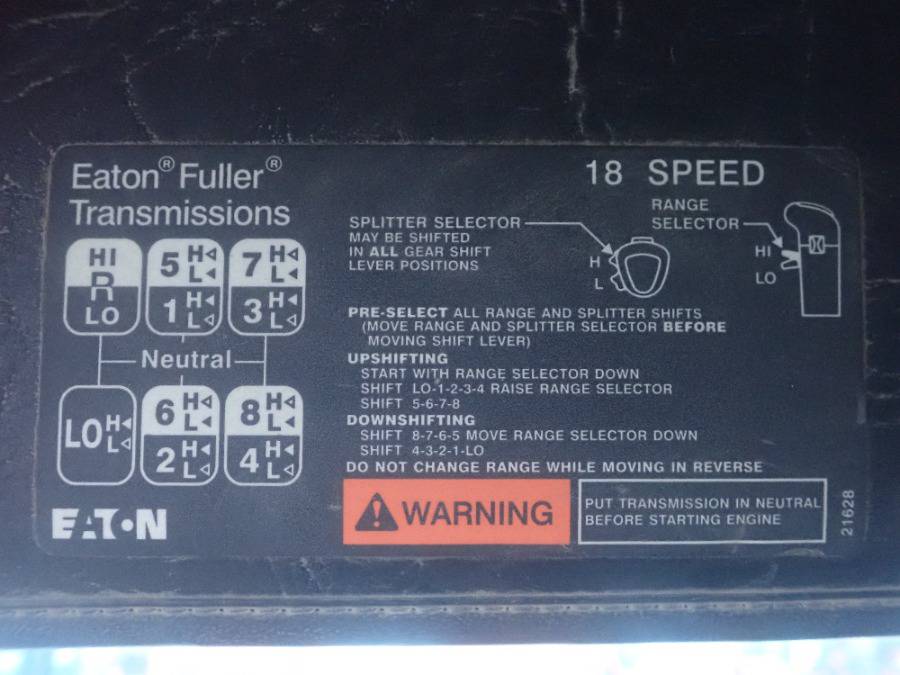 Eaton® Fuller®
Transmissions
18 SPEED
SPLITTER SELECTOR
MAY BE SHIFTED
IN ALL GEAR SHIFT
LEVER POSITIONS
H
L
RANGE
SELECTOR
HI
LO
HI
R
LO
5 H L
1 H L
7 H L
3 H L
Neutral
LO H L
6 H L
2 H L
8 H L
4 H L
PRE-SELECT ALL RANGE AND SPLITTER SHIFTS
(MOVE RANGE AND SPLITTER SELECTOR BEFORE
MOVING SHIFT LEVER)
UPSHIFTING
START WITH RANGE SELECTOR DOWN
SHIFT LO-1-2-3-4 RAISE RANGE SELECTOR
SHIFT 5-6-7-8
DOWNSHIFTING
SHIFT 8-7-6-5 MOVE RANGE SELECTOR DOWN
SHIFT 4-3-2-1-LO
DO NOT CHANGE RANGE WHILE MOVING IN REVERSE
EATON
WARNING
PUT TRANSMISSION IN NEUTRAL
BEFORE STARTING ENGINE
21628